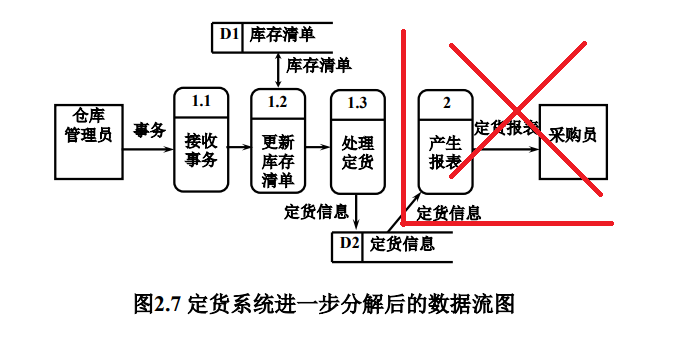 D1 库存清单
库存清单
仓库
管理员
事务
1.1
接收
事务
1.2
更新
库存
清单
1.3
处理
定货
2
产生
报表
定货报表
采购员
定货信息
定货信息
D2 定货信息
图2.7 定货系统进一步分解后的数据流图